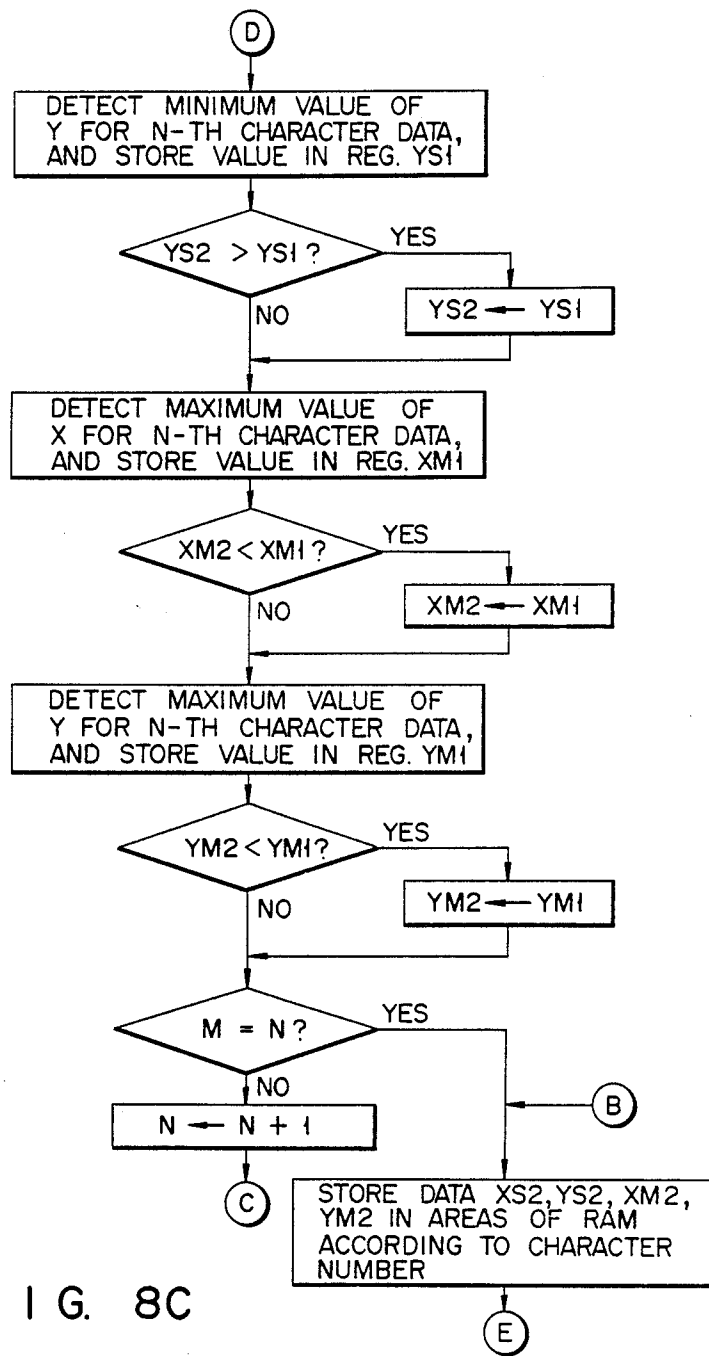 D
DETECT MINIMUM VALUE OF
Y FOR N-TH CHARACTER DATA,
AND STORE VALUE IN REG. YS1
YS2 > YS1?
YES
NO
YS2 ← YS1
DETECT MAXIMUM VALUE OF
X FOR N-TH CHARACTER DATA,
AND STORE VALUE IN REG. XM1
XM2 < XM1?
YES
NO
XM2 ← XM1
DETECT MAXIMUM VALUE OF
Y FOR N-TH CHARACTER DATA,
AND STORE VALUE IN REG. YM1
YM2 < YM1?
YES
NO
YM2 ← YM1
M = N?
YES
NO
B
N ← N + 1
C
STORE DATA XS2, YS2, XM2,
YM2 IN AREAS OF RAM
ACCORDING TO CHARACTER
NUMBER
E
I G. 8C